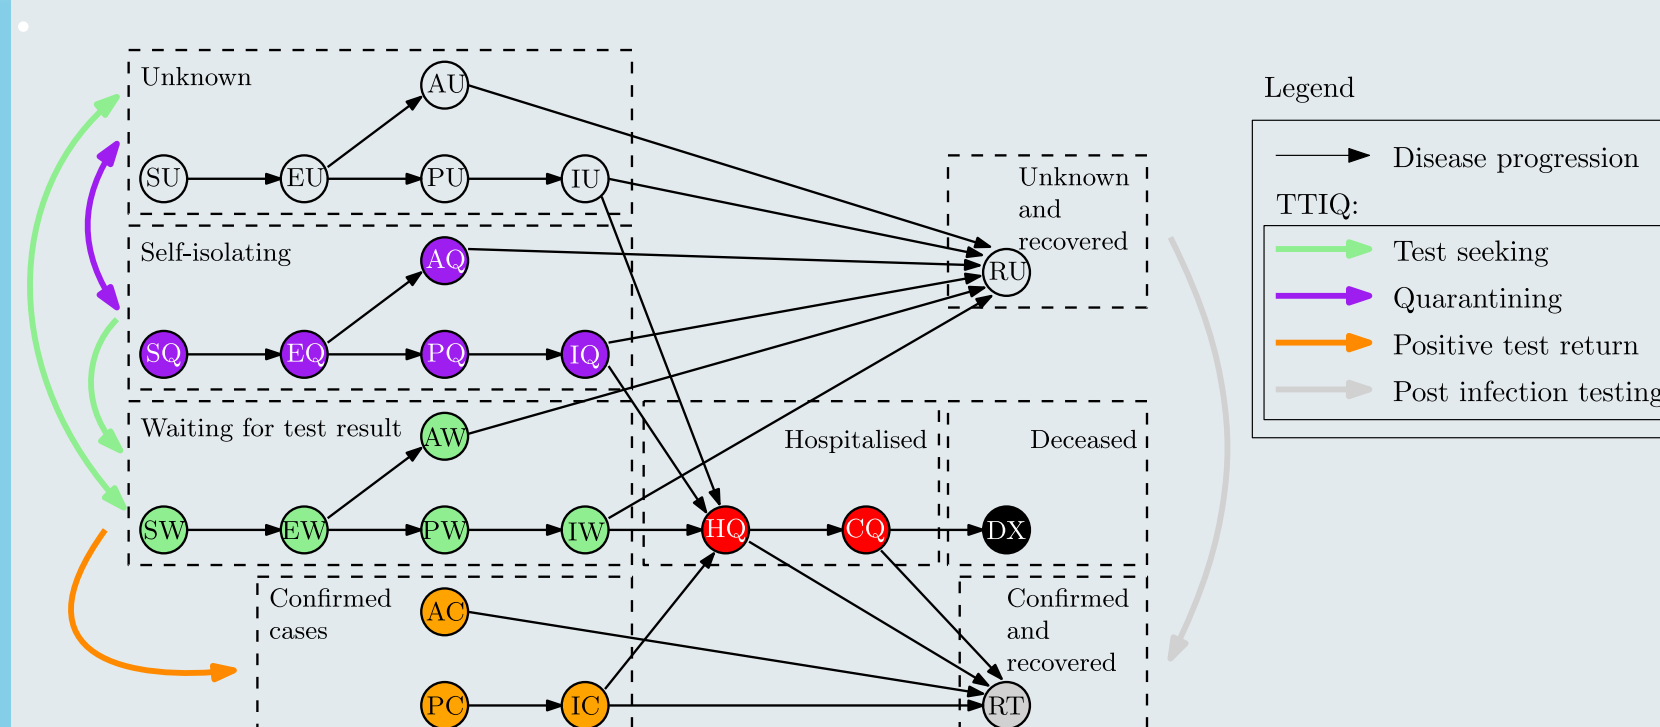 Unknown
AU
SU
EU
PU
IU
Self-isolating
AQ
SQ
EQ
PQ
IQ
Waiting for test result
AW
SW
EW
PW
IW
Confirmed
cases
AC
PC
IC
Hospitalised
HQ
CQ
Unknown
and
recovered
RU
Deceased
DX
Confirmed
and
recovered
RT
Legend
Disease progression
TTIQ:
Test seeking
Quarantining
Positive test return
Post infection testing